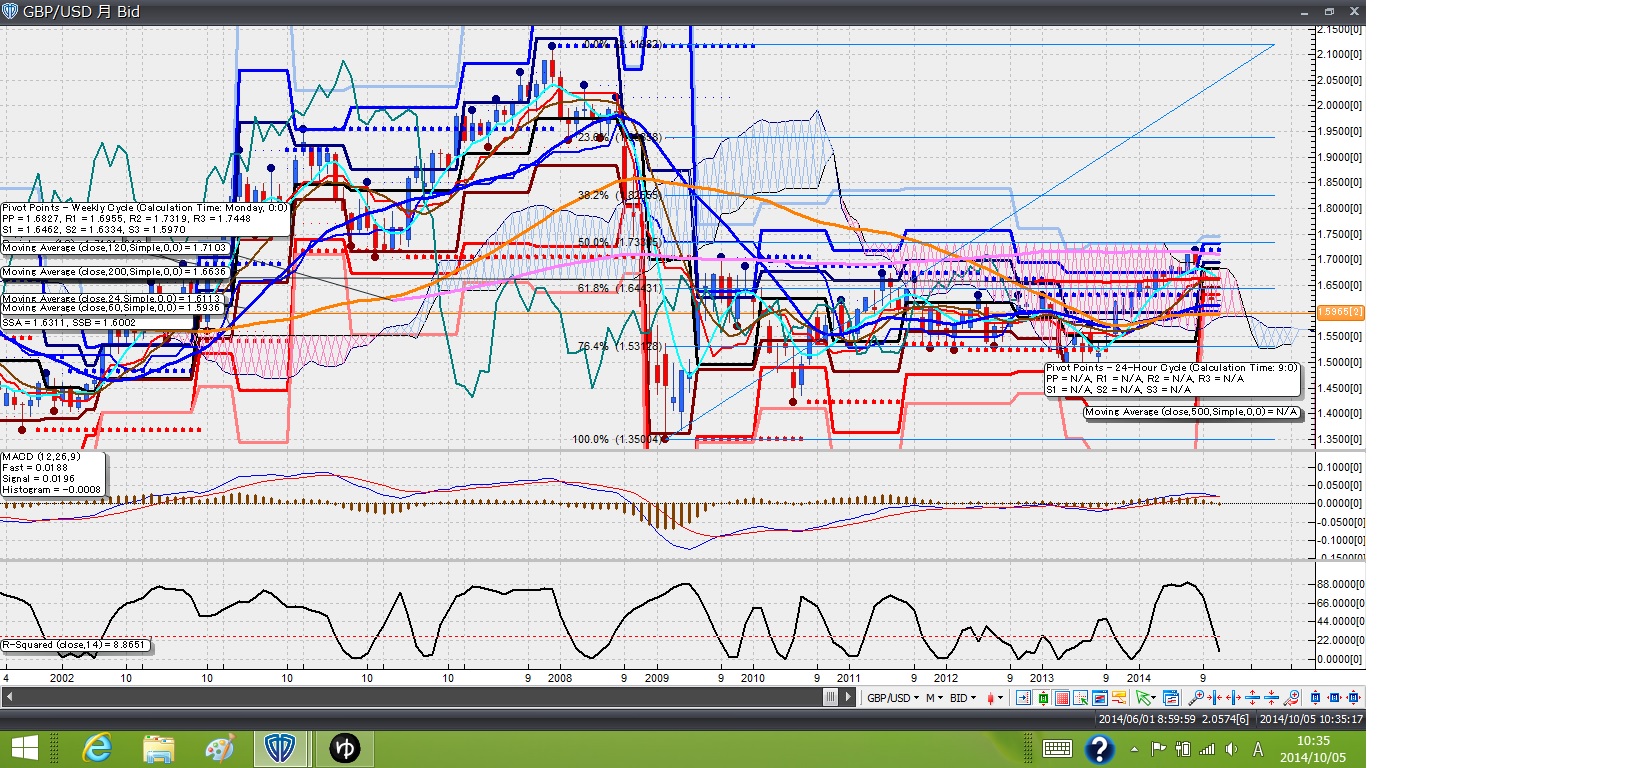 GBP/USD 月 Bid
2.1500[0]
2.1000[0]
2.0500[0]
2.0000[0]
1.9500[0]
1.9000[0]
1.8500[0]
1.8000[0]
1.7500[0]
1.7000[0]
1.6500[0]
1.5965[2]
1.5500[0]
1.5000[0]
1.4500[0]
1.4000[0]
1.3500[0]
23.6%
38.2%
50.0%
61.8% (1.64431)
76.4% (1.53128)
100.0% (1.35004)
Pivot Points - Weekly Cycle (Calculation Time: Monday, 0:0)
PP = 1.6827, R1 = 1.6955, R2 = 1.7319, R3 = 1.7448
S1 = 1.6462, S2 = 1.6334, S3 = 1.5970
Moving Average (close,120,Simple,0,0) = 1.7103
Moving Average (close,200,Simple,0,0) = 1.6636
Moving Average (close,24,Simple,0,0) = 1.6113
Moving Average (close,60,Simple,0,0) = 1.5936
SSA = 1.6311, SSB = 1.6002
Pivot Points - 24-Hour Cycle (Calculation Time: 9:0)
PP = N/A, R1 = N/A, R2 = N/A, R3 = N/A
S1 = N/A, S2 = N/A, S3 = N/A
Moving Average (close,500,Simple,0,0) = N/A
MACD (12,26,9)
Fast = 0.0188
Signal = 0.0196
Histogram = -0.0008
0.1000[0]
0.0500[0]
0.0000[0]
-0.0500[0]
-0.1000[0]
-0.1500[0]
R-Squared (close,14) = 8.8651
88.0000[0]
66.0000[0]
44.0000[0]
22.0000[0]
0.0000[0]
4 2002 10 10 10 10 10 9 2008 9 2009 9 2010 9 2011 9 2012 9 2013 9 2014 9
GBP/USD M BID
2014/06/01 8:59:59 2.0574[6] 2014/10/05 10:35:17
ゆ
?
A
10:35
2014/10/05